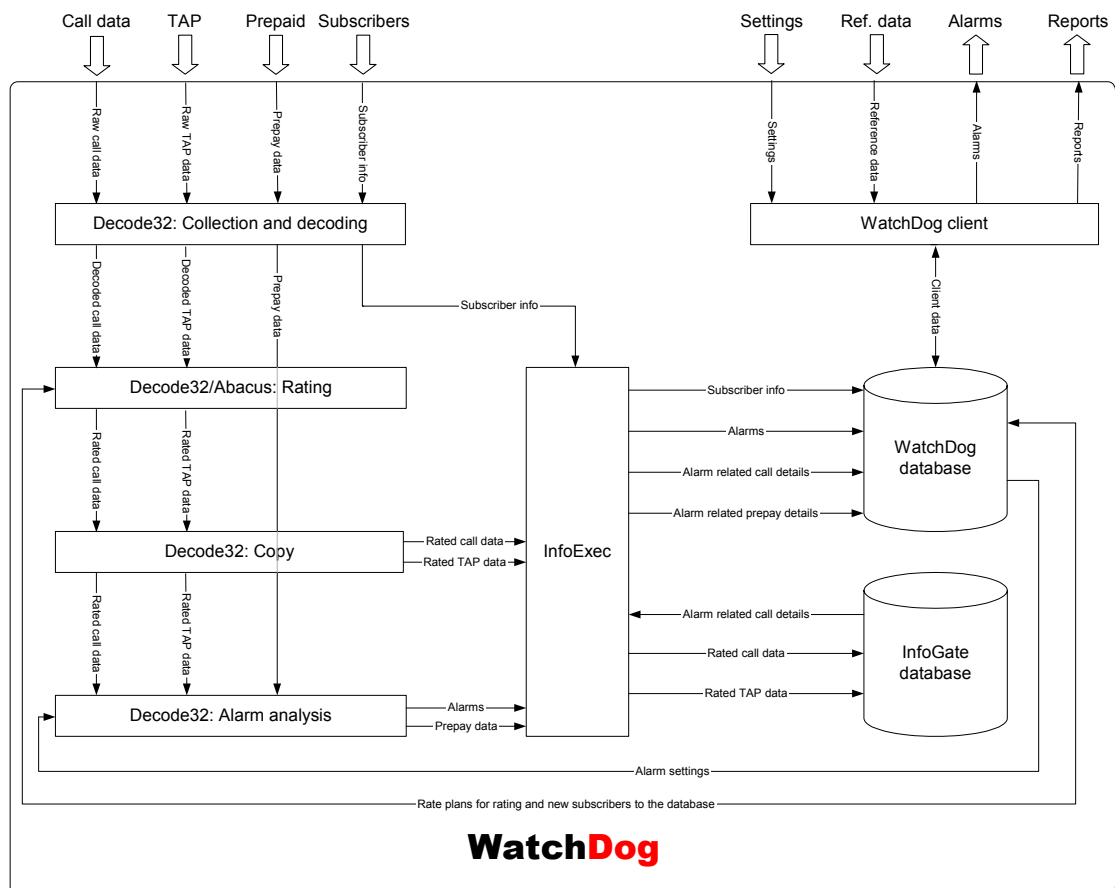 Call data
TAP
Prepaid
Subscribers
Settings
Ref. data
Alarms
Reports
Raw call data
Raw TAP data
Prepay data
Subscriber info
Settings
Reference data
Alarms
Reports
Decode32: Collection and decoding
WatchDog client
Decoded call data
Decoded TAP data
Prepay data
Subscriber info
Client data
Decode32/Abacus: Rating
Subscriber info
Alarms
Alarm related call details
Alarm related prepay details
WatchDog
database
Rated call data
Rated TAP data
Decode32: Copy
Rated call data
Rated TAP data
InfoExec
Rated call data
Rated TAP data
Alarm related call details
Rated call data
Rated TAP data
InfoGate
database
Decode32: Alarm analysis
Alarms
Prepay data
Alarm settings
Rate plans for rating and new subscribers to the database
WatchDog